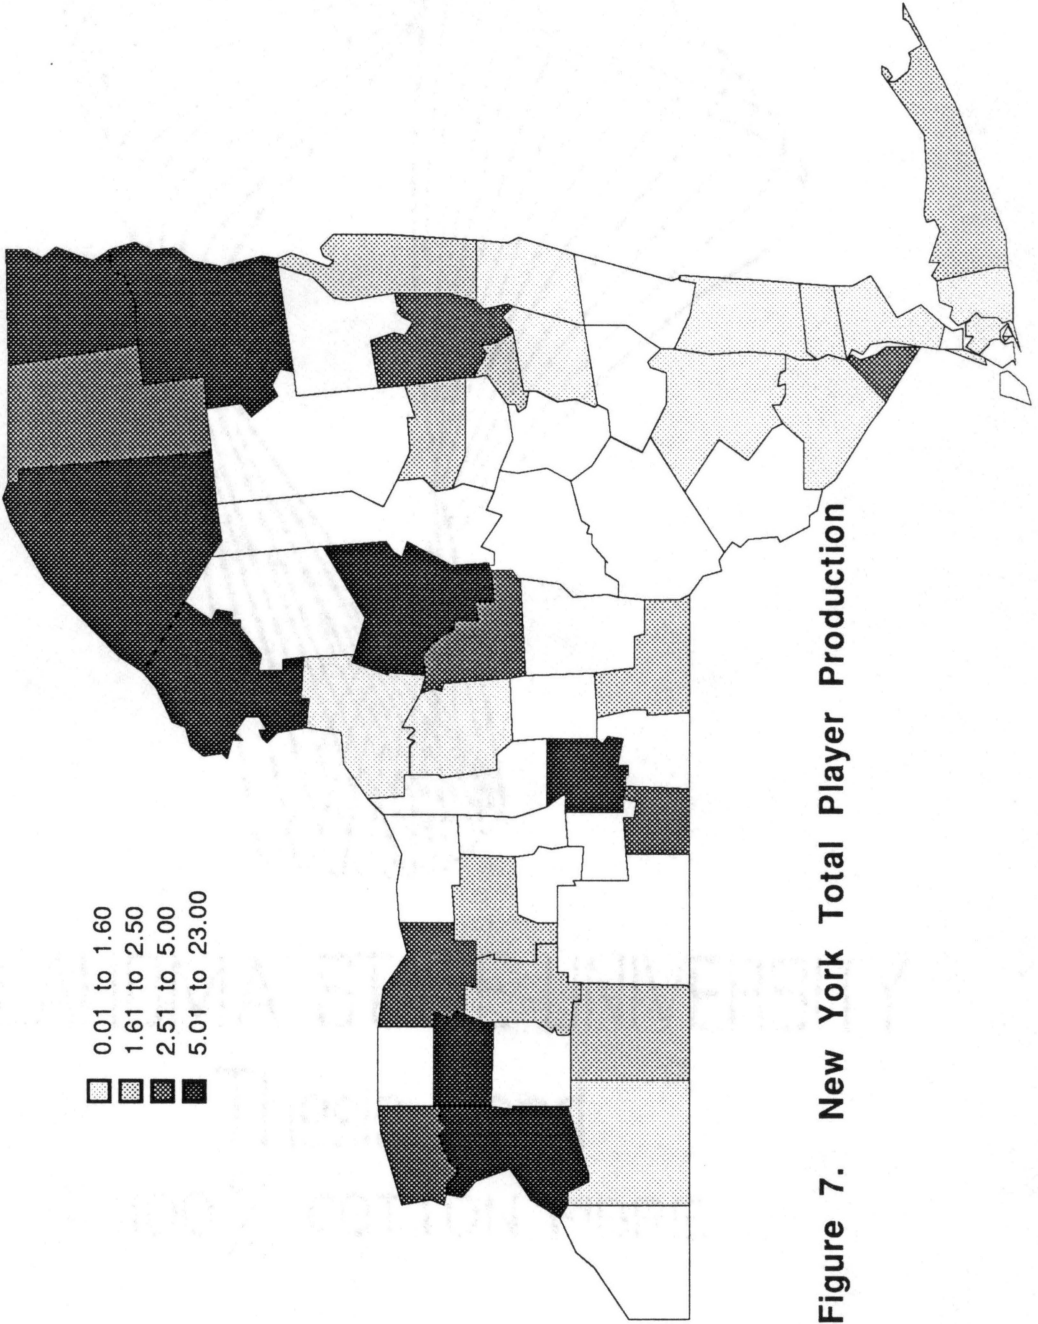 0.01 to 1.60
1.61 to 2.50
2.51 to 5.00
5.01 to 23.00
Figure 7. New York Total Player Production